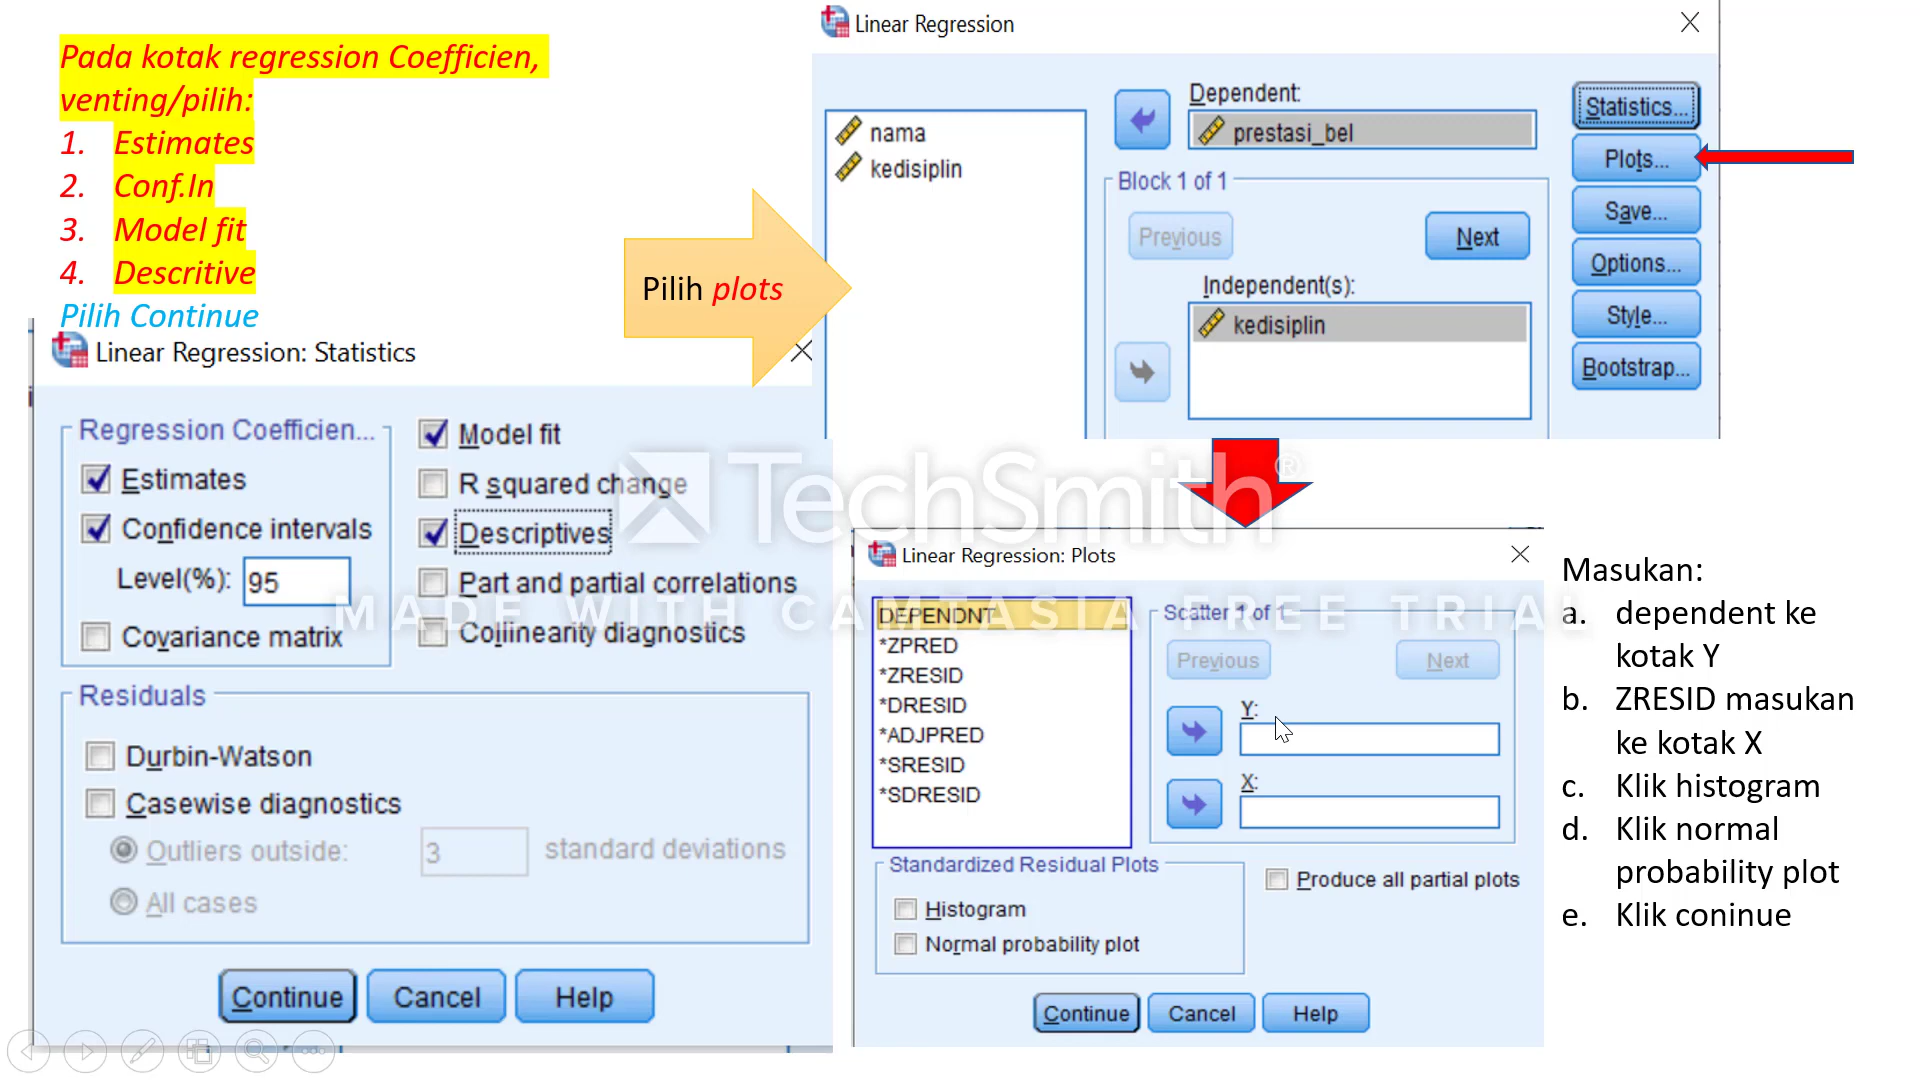 Pada kotak regression Coefficien,
venting/pilih:
1. Estimates
2. Conf.In
3. Model fit
4. Descritive
Pilih Continue
Linear Regression: Statistics
Regression Coefficien...
Estimates
Confidence intervals
Level(%): 95
Covariance matrix
Model fit
R squared change
Descriptives
Part and partial correlations
Collinearity diagnostics
Residuals
Durbin-Watson
Casewise diagnostics
Outliers outside: 3 standard deviations
All cases
Continue Cancel Help
Pilih plots
Linear Regression
nama
kedisiplin
Dependent:
prestasi_bel
Block 1 of 1
Previous Next
Independent(s):
kedisiplin
Statistics...
Plots...
Save...
Options...
Style...
Bootstrap...
TechSmith®
MADE WITH CAMTASIA FREE TRIAL
Linear Regression: Plots
DEPENDNT
*ZPRED
*ZRESID
*DRESID
*ADJPRED
*SRESID
*SDRESID
Scatter 1 of 1
Previous Next
Y:
X:
Standardized Residual Plots
Histogram
Normal probability plot
Produce all partial plots
Continue Cancel Help
Masukan:
a. dependent ke
kotak Y
b. ZRESID masukan
ke kotak X
c. Klik histogram
d. Klik normal
probability plot
e. Klik coninue